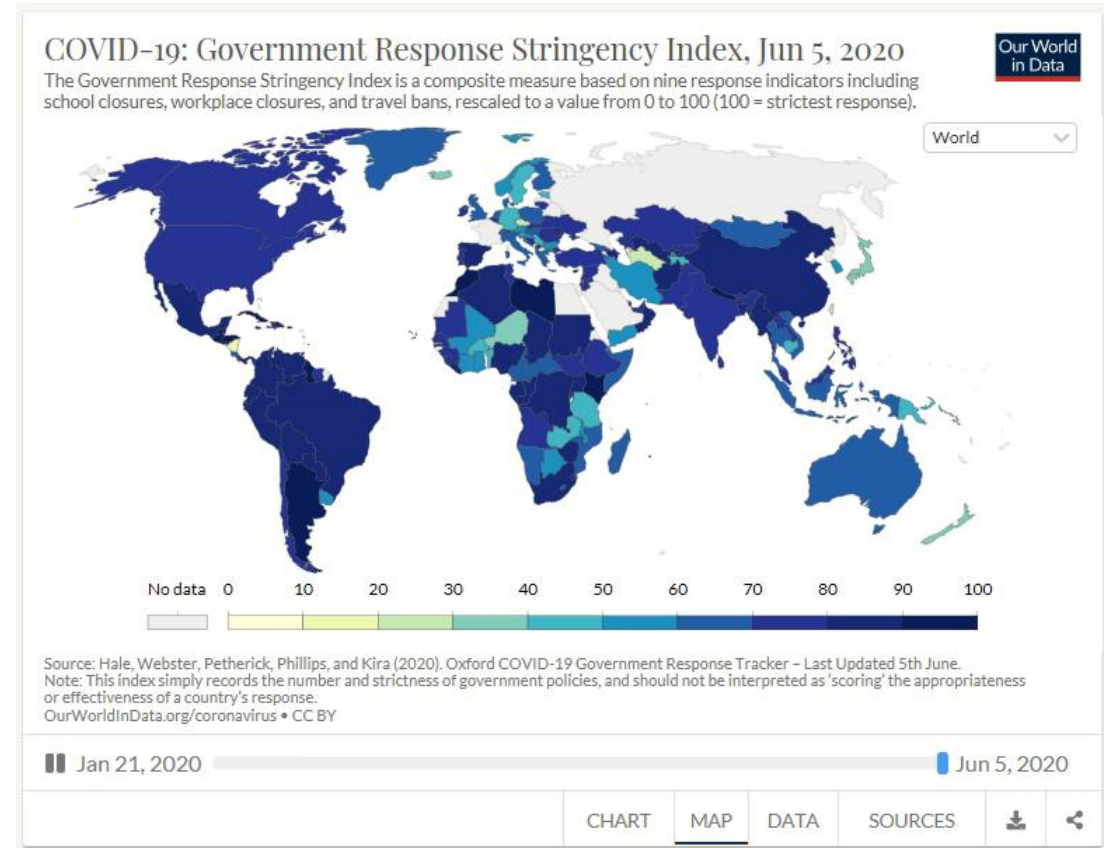 COVID-19: Government Response Stringency Index, Jun 5, 2020
Our World
in Data
The Government Response Stringency Index is a composite measure based on nine response indicators including
school closures, workplace closures, and travel bans, rescaled to a value from 0 to 100 (100 = strictest response).
World
No data 0 10 20 30 40 50 60 70 80 90 100
Source: Hale, Webster, Petherick, Phillips, and Kira (2020). Oxford COVID-19 Government Response Tracker – Last Updated 5th June.
Note: This index simply records the number and strictness of government policies, and should not be interpreted as ‘scoring’ the appropriateness
or effectiveness of a country's response.
OurWorldInData.org/coronavirus • CC BY
Jan 21, 2020 Jun 5, 2020
CHART MAP DATA SOURCES